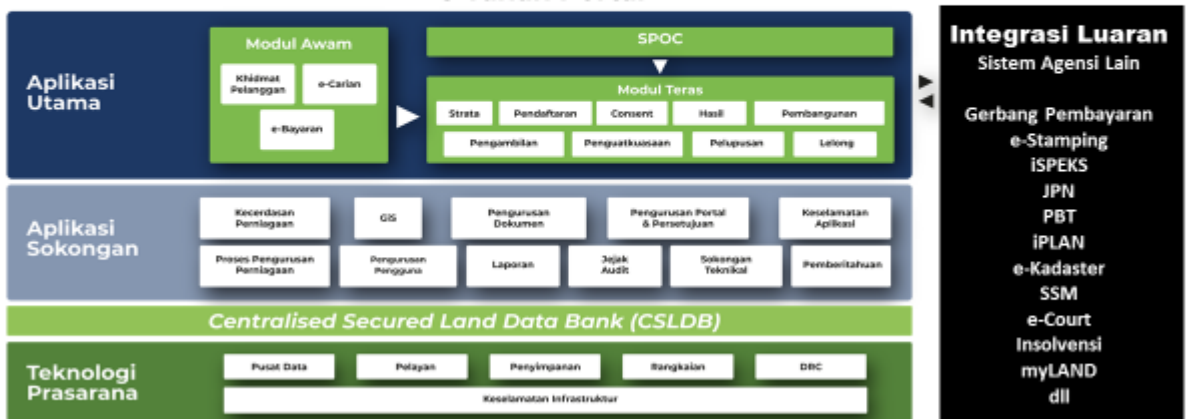 Aplikasi
Utama
Modul Awam
Khidmat
Pelanggan
e-Carian
e-Bayaran
SPOC
Modul Teras
Strata
Pendaftaran
Consent
Hasil
Pembangunan
Pengambilan
Penguatkuasaan
Pelupusan
Lelong
Aplikasi
Sokongan
Kecerdasan
Perniagaan
GIS
Pengurusan
Dokumen
Pengurusan Portal
& Persetujuan
Keselamatan
Aplikasi
Proses Pengurusan
Perniagaan
Pengurusan
Pengguna
Laporan
Jejak
Audit
Sokongan
Teknikal
Pemberitahuan
Centralised Secured Land Data Bank (CSLDB)
Teknologi
Prasarana
Pusat Data
Pelayan
Penyimpanan
Rangkaian
DRC
Keselamatan Infrastruktur
Integrasi Luaran
Sistem Agensi Lain
Gerbang Pembayaran
e-Stamping
iSPEKS
JPN
PBT
iPLAN
e-Kadaster
SSM
e-Court
Insolvensi
myLAND
dll